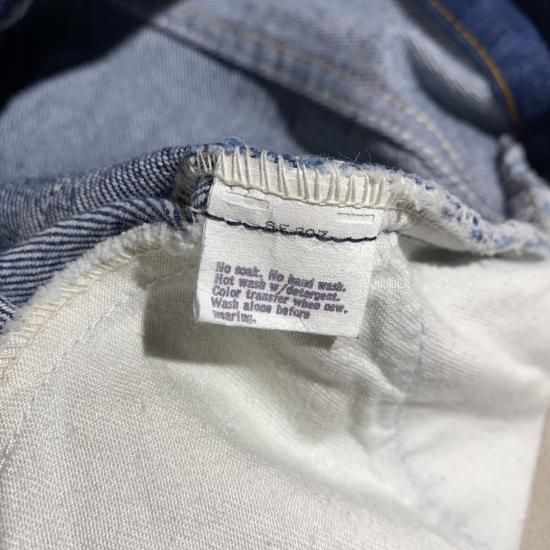 No soak. No hand wash.
Hot wash w/detergent.
Color transfer when new.
Wash alone before
wearing.